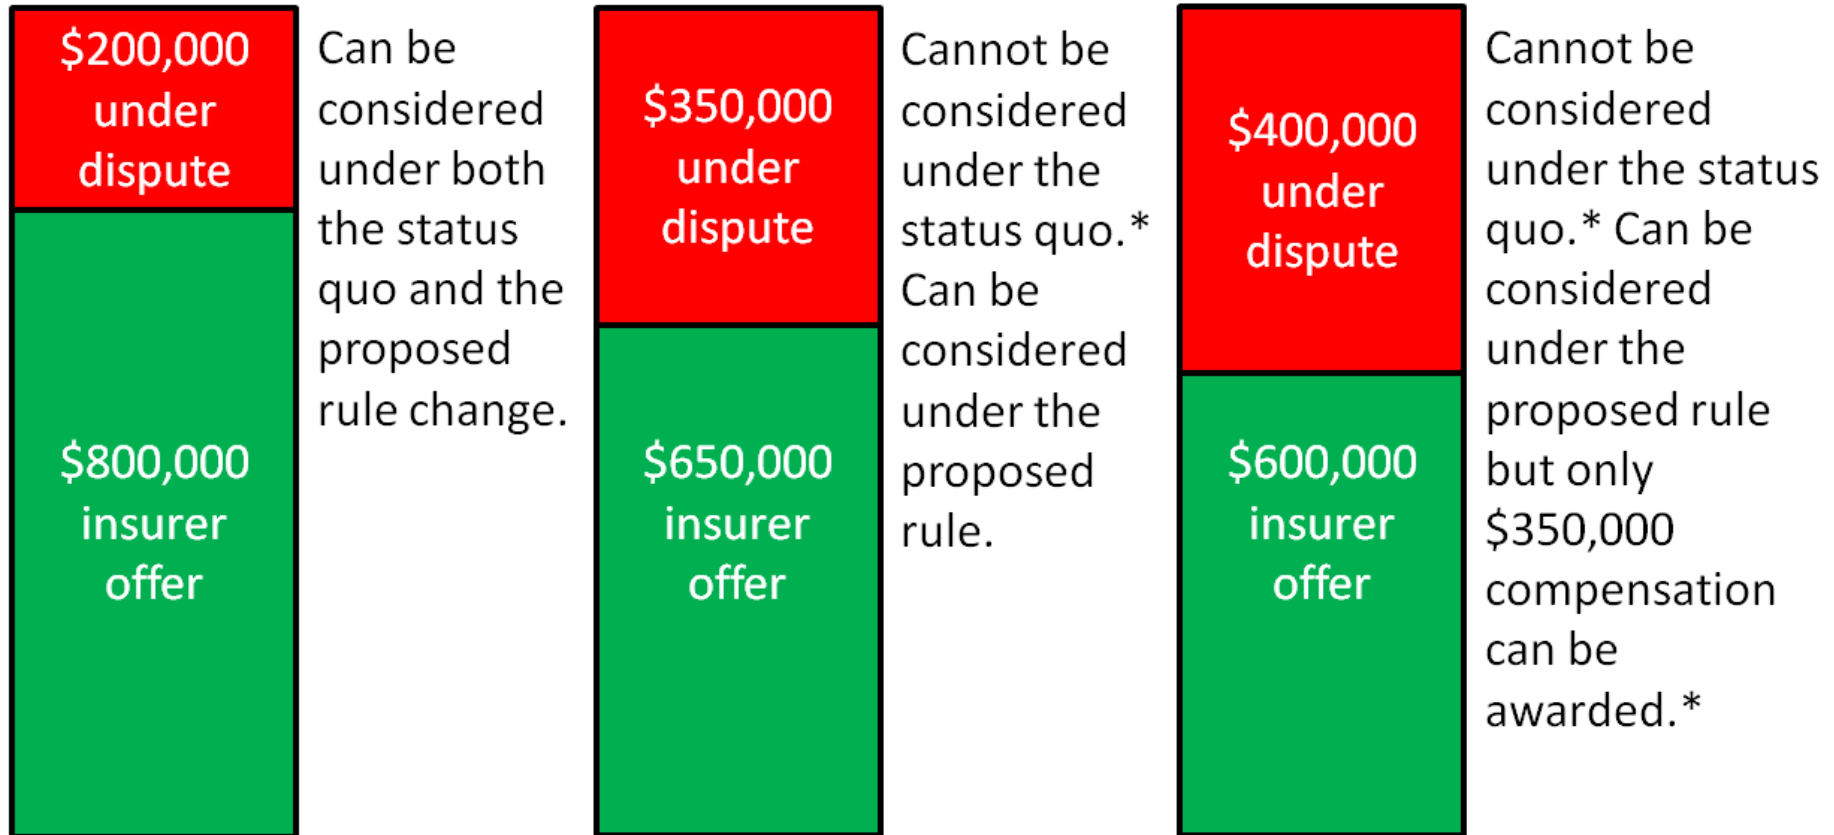 $200,000
under
dispute
$800,000
insurer
offer
Can be
considered
under both
the status
quo and the
proposed
rule change.
$350,000
under
dispute
$650,000
insurer
offer
Cannot be
considered
under the
status quo.*
Can be
considered
under the
proposed
rule.
$400,000
under
dispute
$600,000
insurer
offer
Cannot be
considered
under the status
quo.* Can be
considered
under the
proposed rule
but only
$350,000
compensation
can be
awarded.*